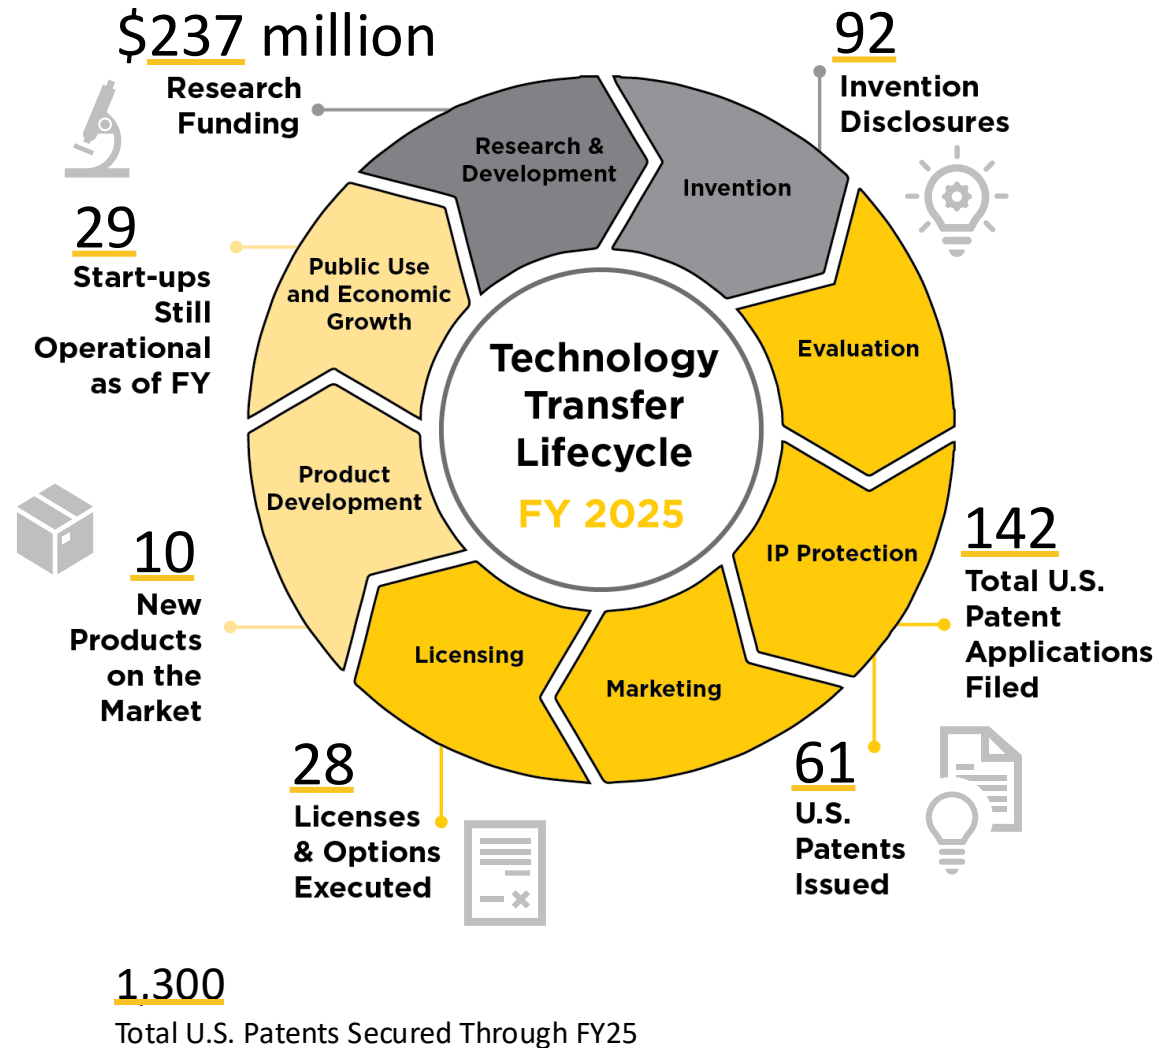 $237 million
Research
Funding
92
Invention
Disclosures
Research &
Development
Invention
29
Start-ups
Still
Operational
as of FY
Public Use
and Economic
Growth
Evaluation
Technology
Transfer
Lifecycle
FY 2025
Product
Development
IP Protection
142
Total U.S.
Patent
Applications
Filed
10
New
Products
on the
Market
Licensing
Marketing
28
Licenses
& Options
Executed
61
U.S.
Patents
Issued
1,300
Total U.S. Patents Secured Through FY25